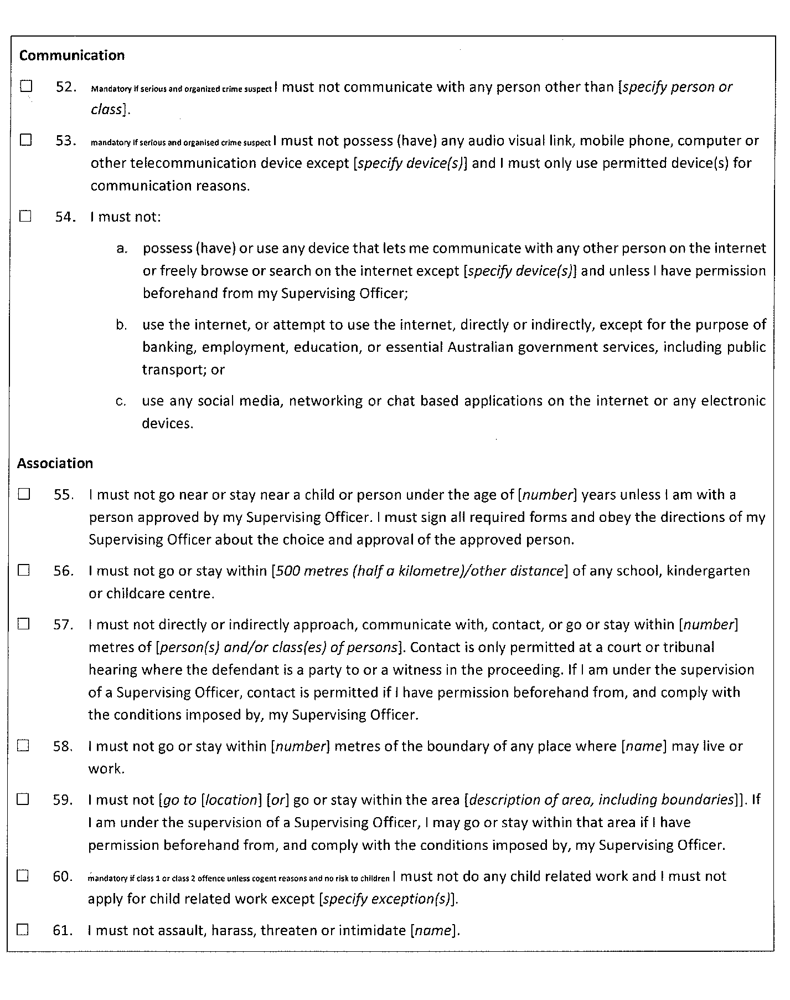 Communication
☐ 52. Mandatory if serious and organized crime suspect I must not communicate with any person other than [specify person or
class].
☐ 53. mandatory if serious and organised crime suspect I must not possess (have) any audio visual link, mobile phone, computer or
other telecommunication device except [specify device(s)] and I must only use permitted device(s) for
communication reasons.
☐ 54. I must not:
a. possess (have) or use any device that lets me communicate with any other person on the internet
or freely browse or search on the internet except [specify device(s)] and unless I have permission
beforehand from my Supervising Officer;
b. use the internet, or attempt to use the internet, directly or indirectly, except for the purpose of
banking, employment, education, or essential Australian government services, including public
transport; or
c. use any social media, networking or chat based applications on the internet or any electronic
devices.
Association
☐ 55. I must not go near or stay near a child or person under the age of [number] years unless I am with a
person approved by my Supervising Officer. I must sign all required forms and obey the directions of my
Supervising Officer about the choice and approval of the approved person.
☐ 56. I must not go or stay within [500 metres (half a kilometre)/other distance] of any school, kindergarten
or childcare centre.
☐ 57. I must not directly or indirectly approach, communicate with, contact, or go or stay within [number]
metres of [person(s) and/or class(es) of persons]. Contact is only permitted at a court or tribunal
hearing where the defendant is a party to or a witness in the proceeding. If I am under the supervision
of a Supervising Officer, contact is permitted if I have permission beforehand from, and comply with
the conditions imposed by, my Supervising Officer.
☐ 58. I must not go or stay within [number] metres of the boundary of any place where [name] may live or
work.
☐ 59. I must not [go to [location] [or] go or stay within the area [description of area, including boundaries]]. If
I am under the supervision of a Supervising Officer, I may go or stay within that area if I have
permission beforehand from, and comply with the conditions imposed by, my Supervising Officer.
☐ 60. mandatory if class 1 or class 2 offence unless cogent reasons and no risk to children I must not do any child related work and I must not
apply for child related work except [specify exception(s)].
☐ 61. I must not assault, harass, threaten or intimidate [name].